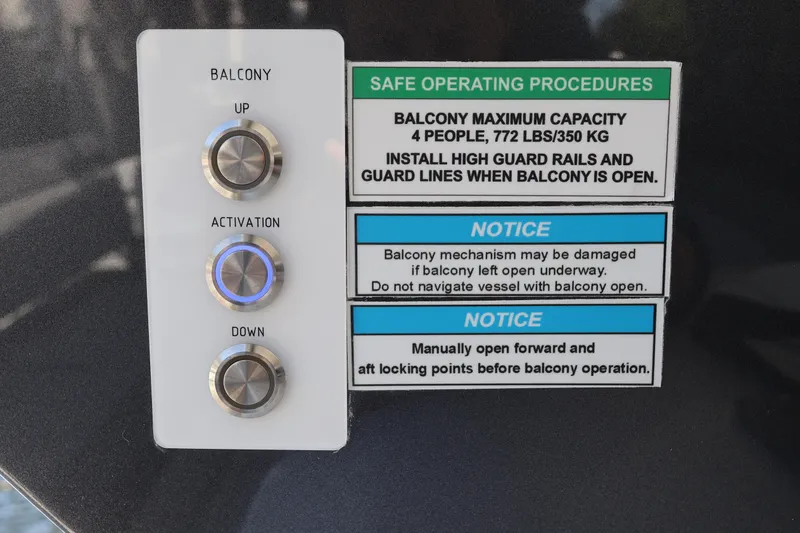 BALCONY
UP
ACTIVATION
DOWN
SAFE OPERATING PROCEDURES
BALCONY MAXIMUM CAPACITY
4 PEOPLE, 772 LBS/350 KG
INSTALL HIGH GUARD RAILS AND
GUARD LINES WHEN BALCONY IS OPEN.
NOTICE
Balcony mechanism may be damaged
if balcony left open underway.
Do not navigate vessel with balcony open.
NOTICE
Manually open forward and
aft locking points before balcony operation.